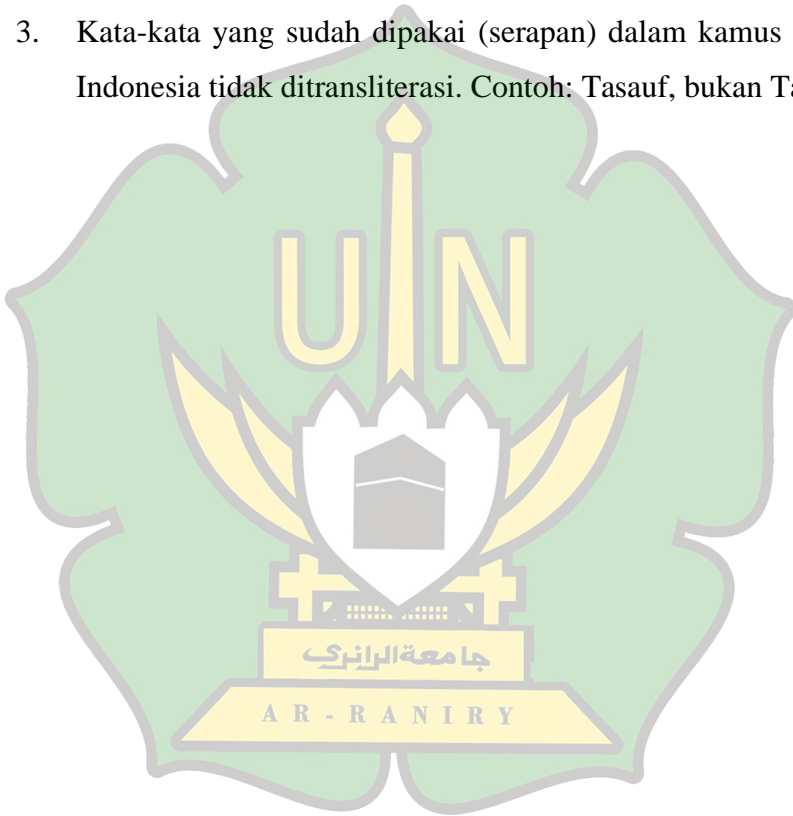 3. Kata-kata yang sudah dipakai (serapan) dalam kamus
Indonesia tidak ditransliterasi. Contoh: Tasauf, bukan
UIN
جامعة الرانري
AR-RANIRY